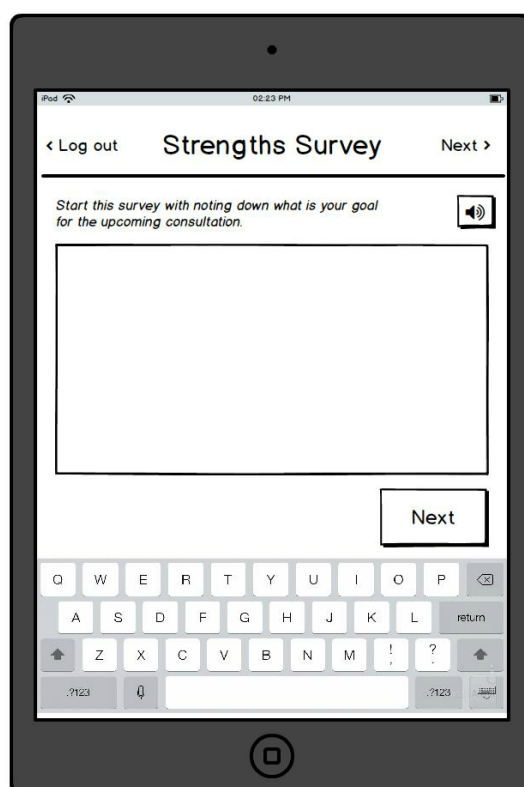 iPad 02:23 PM
< Log out Strengths Survey Next >
Start this survey with noting down what is your goal
for the upcoming consultation.
Next
Q W E R T Y U I O P
A S D F G H J K L return
Z X C V B N M ! , ? .
.?123 .?123